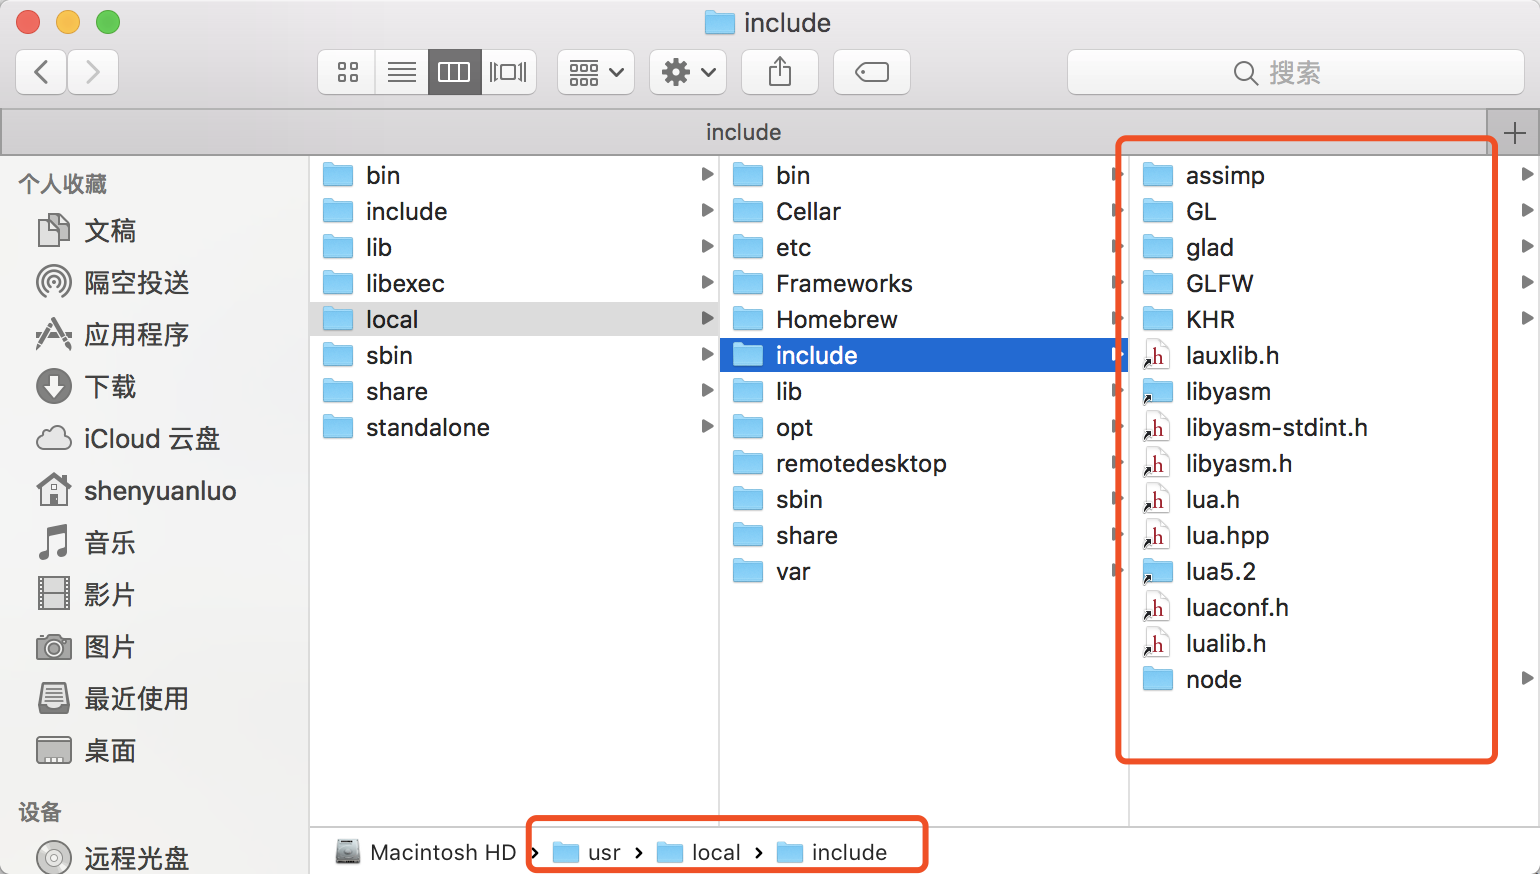 include
搜索
include
个人收藏
文稿
隔空投送
应用程序
下载
iCloud 云盘
shenyuanluo
音乐
影片
图片
最近使用
桌面
设备
远程光盘
bin
include
lib
libexec
local
sbin
share
standalone
bin
Cellar
etc
Frameworks
Homebrew
include
lib
opt
remotedesktop
sbin
share
var
assimp
GL
glad
GLFW
KHR
lauxlib.h
libyasm
libyasm-stdint.h
libyasm.h
lua.h
lua.hpp
lua5.2
luaconf.h
lualib.h
node
Macintosh HD › usr › local › include